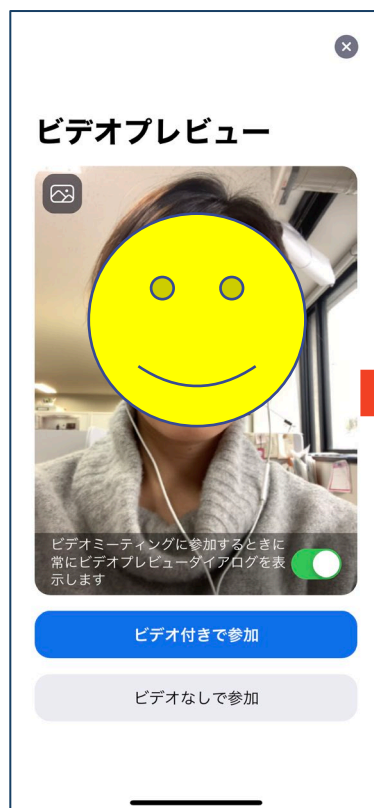 ビデオプレビュー
ビデオミーティングに参加するときに
常にビデオプレビューダイアログを表
示します
ビデオ付きで参加
ビデオなしで参加